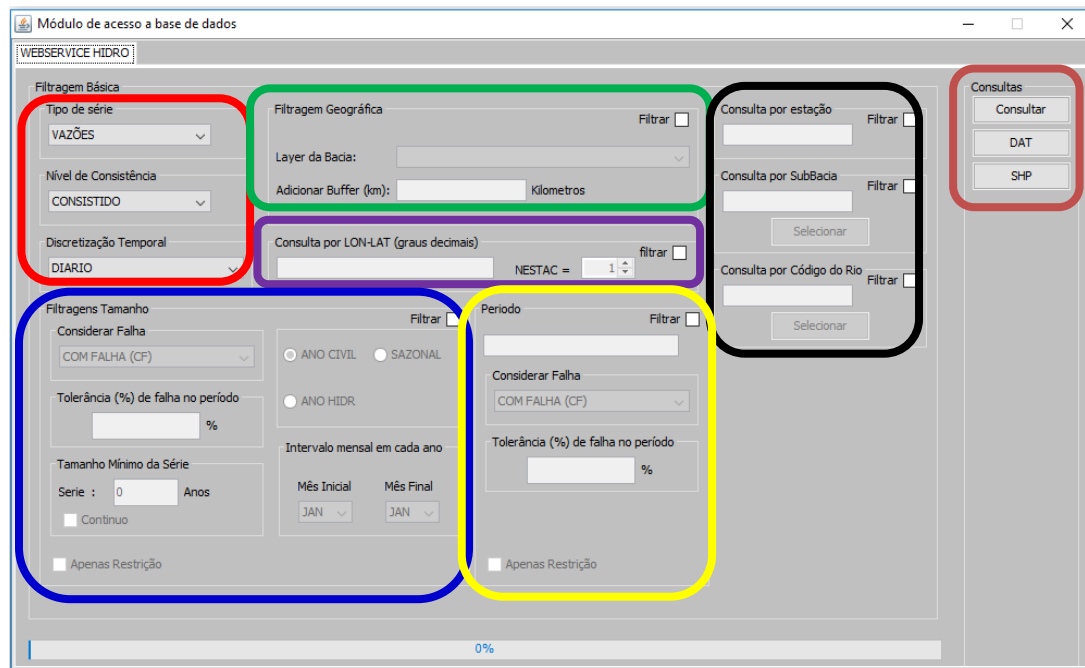 Módulo de acesso a base de dados
WEBSERVICE HIDRO
Filtragem Básica
Tipo de série
VAZÕES
Nível de Consistência
CONSISTIDO
Discretização Temporal
DIARIO
Filtragem Geográfica
Filtrar
Layer da Bacia:
Adicionar Buffer (km): Kilometros
Consulta por LON-LAT (graus decimais)
filtrar
NESTAC = 1
Consulta por estação
Filtrar
Consulta por SubBacia
Filtrar
Selecionar
Consulta por Código do Rio
Filtrar
Selecionar
Consultas
Consultar
DAT
SHP
Filtragens Tamanho
Filtrar
Considerar Falha
COM FALHA (CF)
Tolerância (%) de falha no período
%
Tamanho Mínimo da Série
Serie : 0 Anos
Continuo
Apenas Restrição
ANO CIVIL SAZONAL
ANO HIDR
Intervalo mensal em cada ano
Mês Inicial Mês Final
JAN JAN
Periodo
Filtrar
Considerar Falha
COM FALHA (CF)
Tolerância (%) de falha no período
%
Apenas Restrição
0%